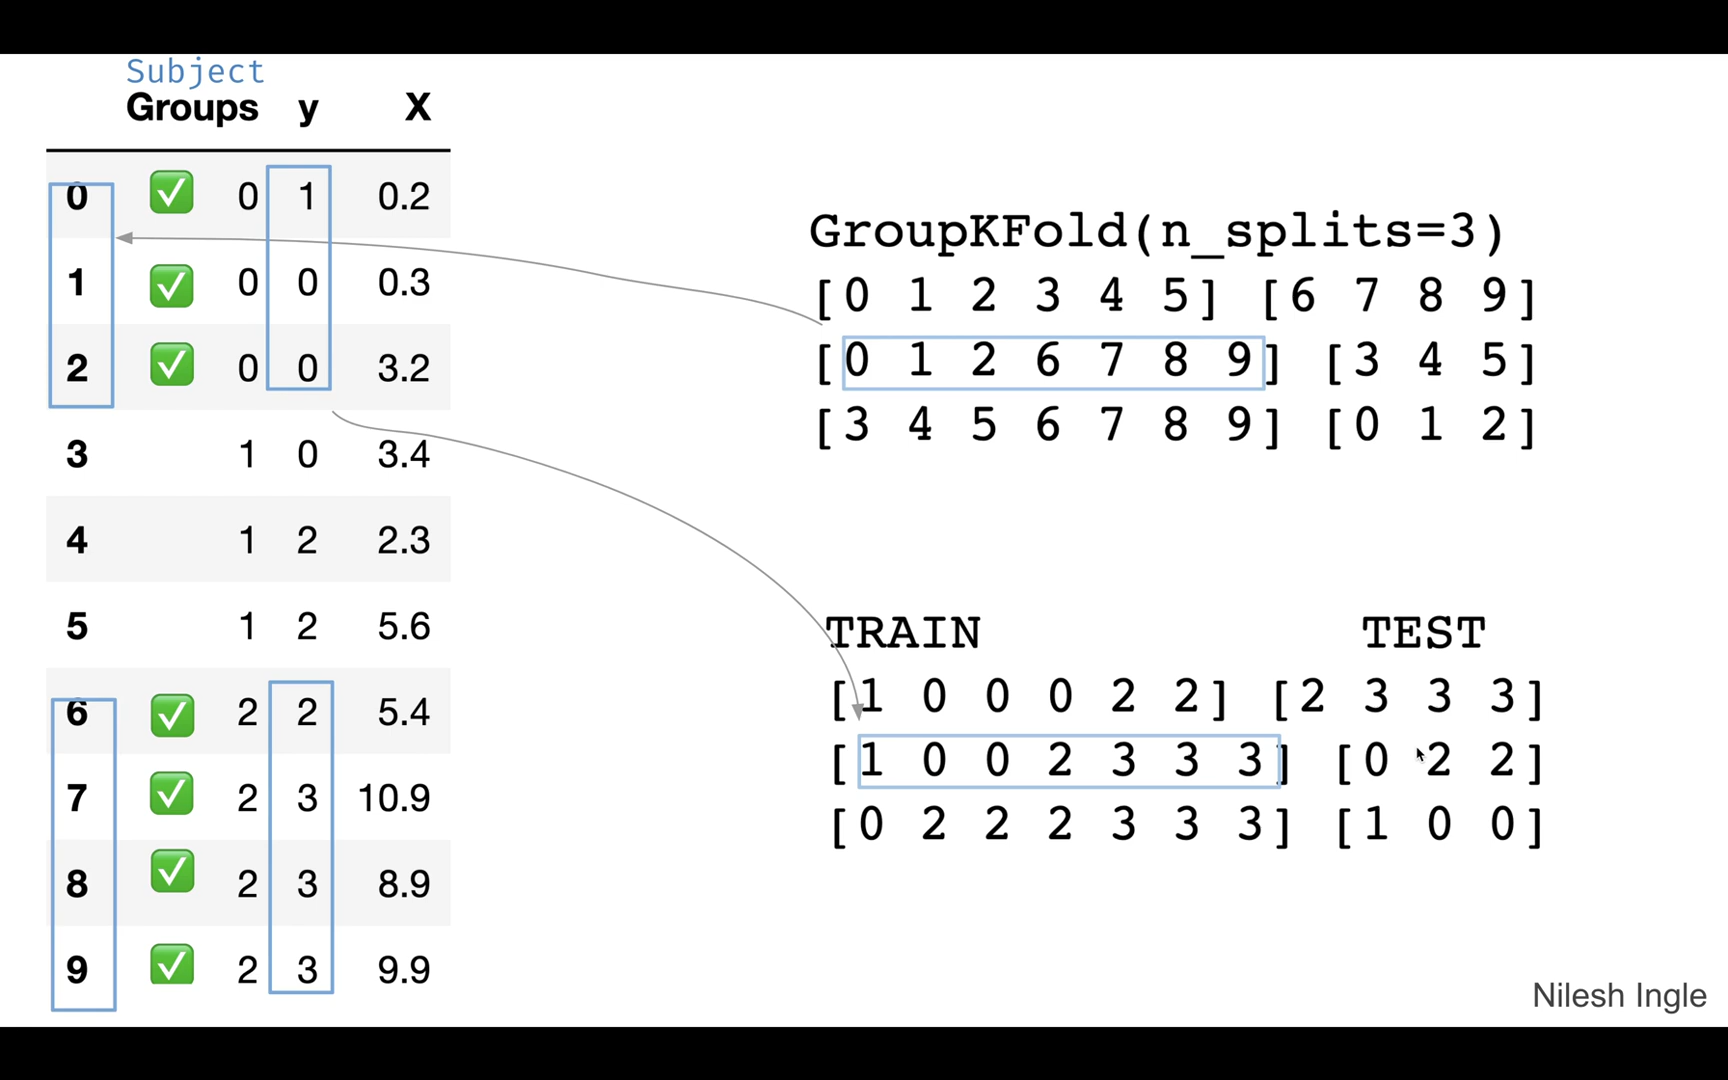 Subject
Groups y X
0 ✅ 0 1 0.2
1 ✅ 0 0 0.3
2 ✅ 0 0 3.2
3 1 0 3.4
4 1 2 2.3
5 1 2 5.6
6 ✅ 2 2 5.4
7 ✅ 2 3 10.9
8 ✅ 2 3 8.9
9 ✅ 2 3 9.9
GroupKFold(n_splits=3)
[0 1 2 3 4 5] [6 7 8 9]
[0 1 2 6 7 8 9] [3 4 5]
[3 4 5 6 7 8 9] [0 1 2]
TRAIN TEST
[1 0 0 0 2 2] [2 3 3 3]
[1 0 0 2 3 3 3] [0 2 2]
[0 2 2 2 3 3 3] [1 0 0]
Nilesh Ingle